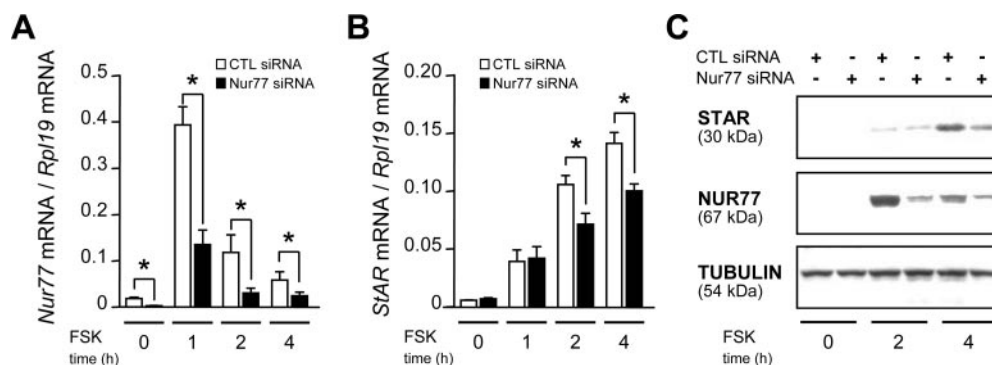 A
Nur77 mRNA / Rpl19 mRNA
0.5
0.4
0.3
0.2
0.1
0
CTL siRNA
Nur77 siRNA
*
*
*
*
FSK
time (h)
0 1 2 4
B
StAR mRNA / Rpl19 mRNA
0.20
0.15
0.10
0.05
0.00
CTL siRNA
Nur77 siRNA
*
*
FSK
time (h)
0 1 2 4
C
CTL siRNA + - + - + -
Nur77 siRNA - + - + - +
STAR
(30 kDa)
NUR77
(67 kDa)
TUBULIN
(54 kDa)
FSK
time (h)
0 2 4